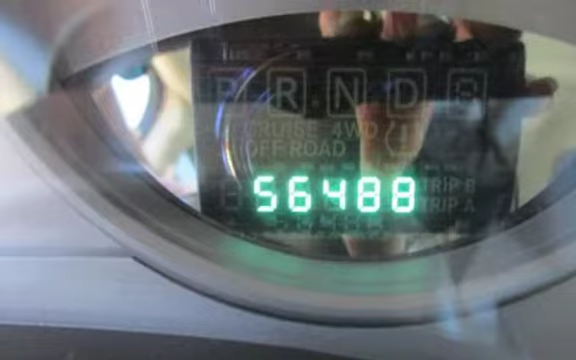 P R N D
CRUISE 4WD
OFF ROAD
56488
TRIP B
TRIP A